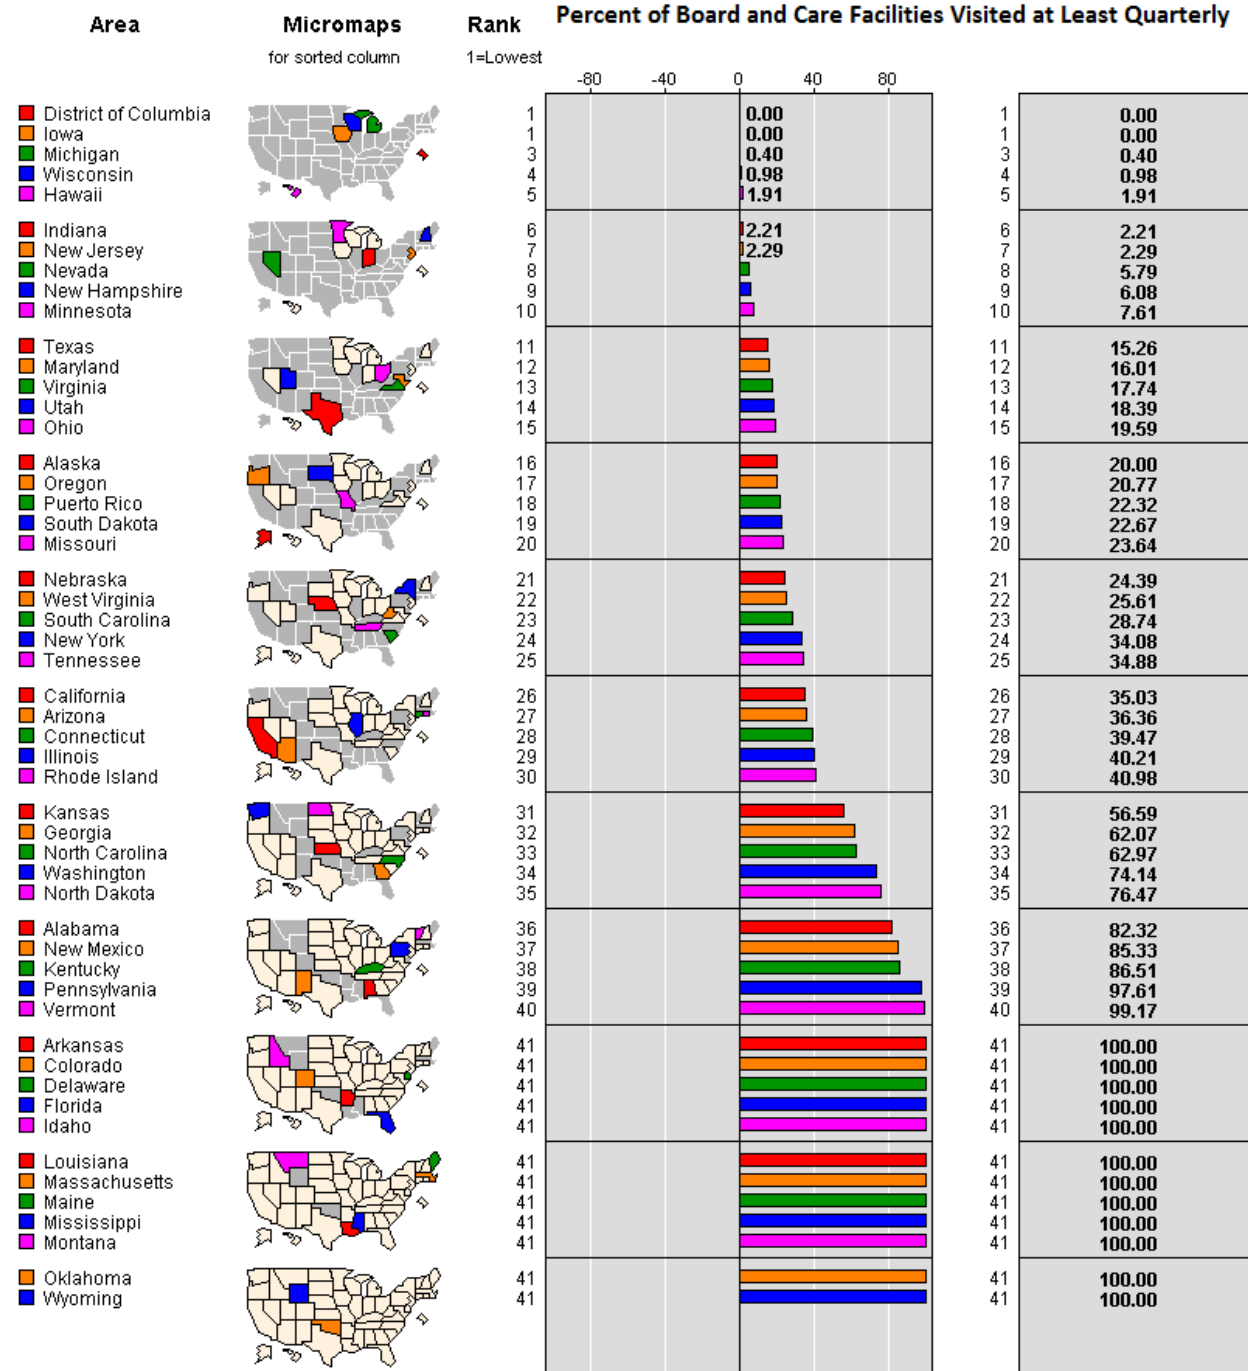 Percent of Board and Care Facilities Visited at Least Quarterly
Area Micromaps Rank
for sorted column 1=Lowest
-80 -40 0 40 80
District of Columbia 1 0.00 1 0.00
Iowa 1 0.00 1 0.00
Michigan 3 0.40 3 0.40
Wisconsin 4 0.98 4 0.98
Hawaii 5 1.91 5 1.91
Indiana 6 2.21 6 2.21
New Jersey 7 2.29 7 2.29
Nevada 8 8 5.79
New Hampshire 9 9 6.08
Minnesota 10 10 7.61
Texas 11 11 15.26
Maryland 12 12 16.01
Virginia 13 13 17.74
Utah 14 14 18.39
Ohio 15 15 19.59
Alaska 16 16 20.00
Oregon 17 17 20.77
Puerto Rico 18 18 22.32
South Dakota 19 19 22.67
Missouri 20 20 23.64
Nebraska 21 21 24.39
West Virginia 22 22 25.61
South Carolina 23 23 28.74
New York 24 24 34.08
Tennessee 25 25 34.88
California 26 26 35.03
Arizona 27 27 36.36
Connecticut 28 28 39.47
Illinois 29 29 40.21
Rhode Island 30 30 40.98
Kansas 31 31 56.59
Georgia 32 32 62.07
North Carolina 33 33 62.97
Washington 34 34 74.14
North Dakota 35 35 76.47
Alabama 36 36 82.32
New Mexico 37 37 85.33
Kentucky 38 38 86.51
Pennsylvania 39 39 97.61
Vermont 40 40 99.17
Arkansas 41 41 100.00
Colorado 41 41 100.00
Delaware 41 41 100.00
Florida 41 41 100.00
Idaho 41 41 100.00
Louisiana 41 41 100.00
Massachusetts 41 41 100.00
Maine 41 41 100.00
Mississippi 41 41 100.00
Montana 41 41 100.00
Oklahoma 41 41 100.00
Wyoming 41 41 100.00